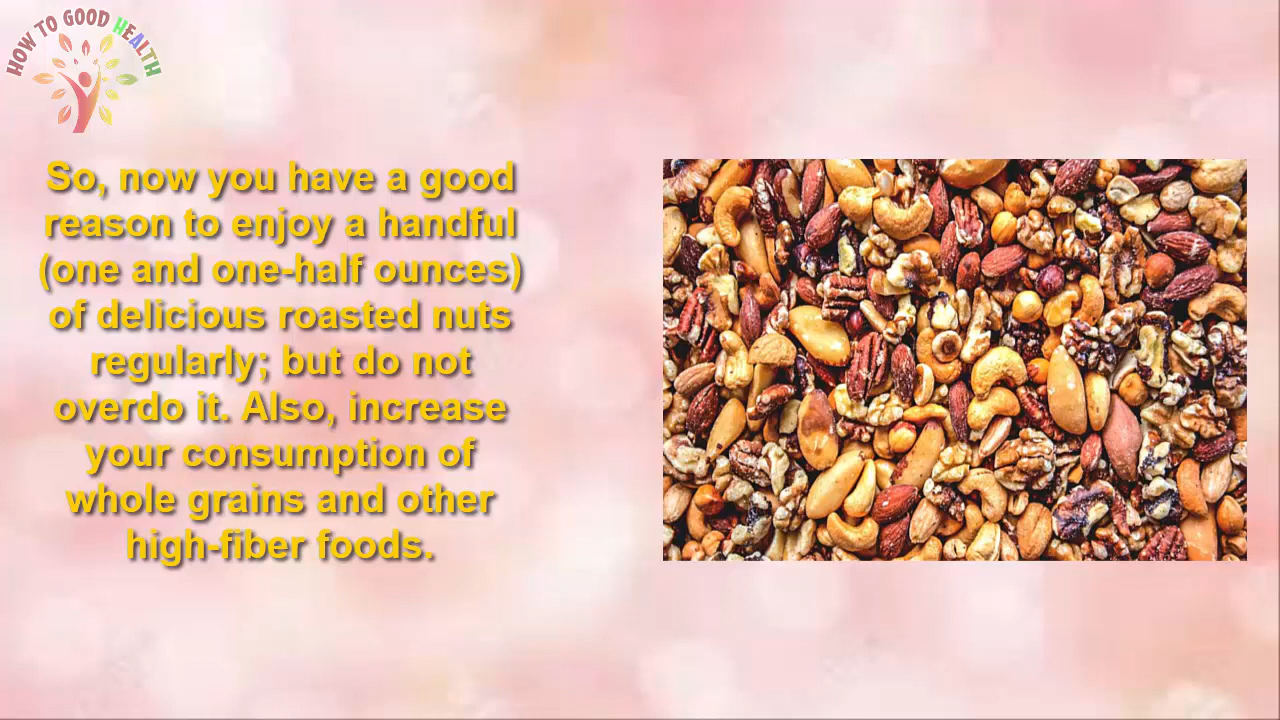 HOW TO GOOD HEALTH
So, now you have a good
reason to enjoy a handful
(one and one-half ounces)
of delicious roasted nuts
regularly; but do not
overdo it. Also, increase
your consumption of
whole grains and other
high-fiber foods.